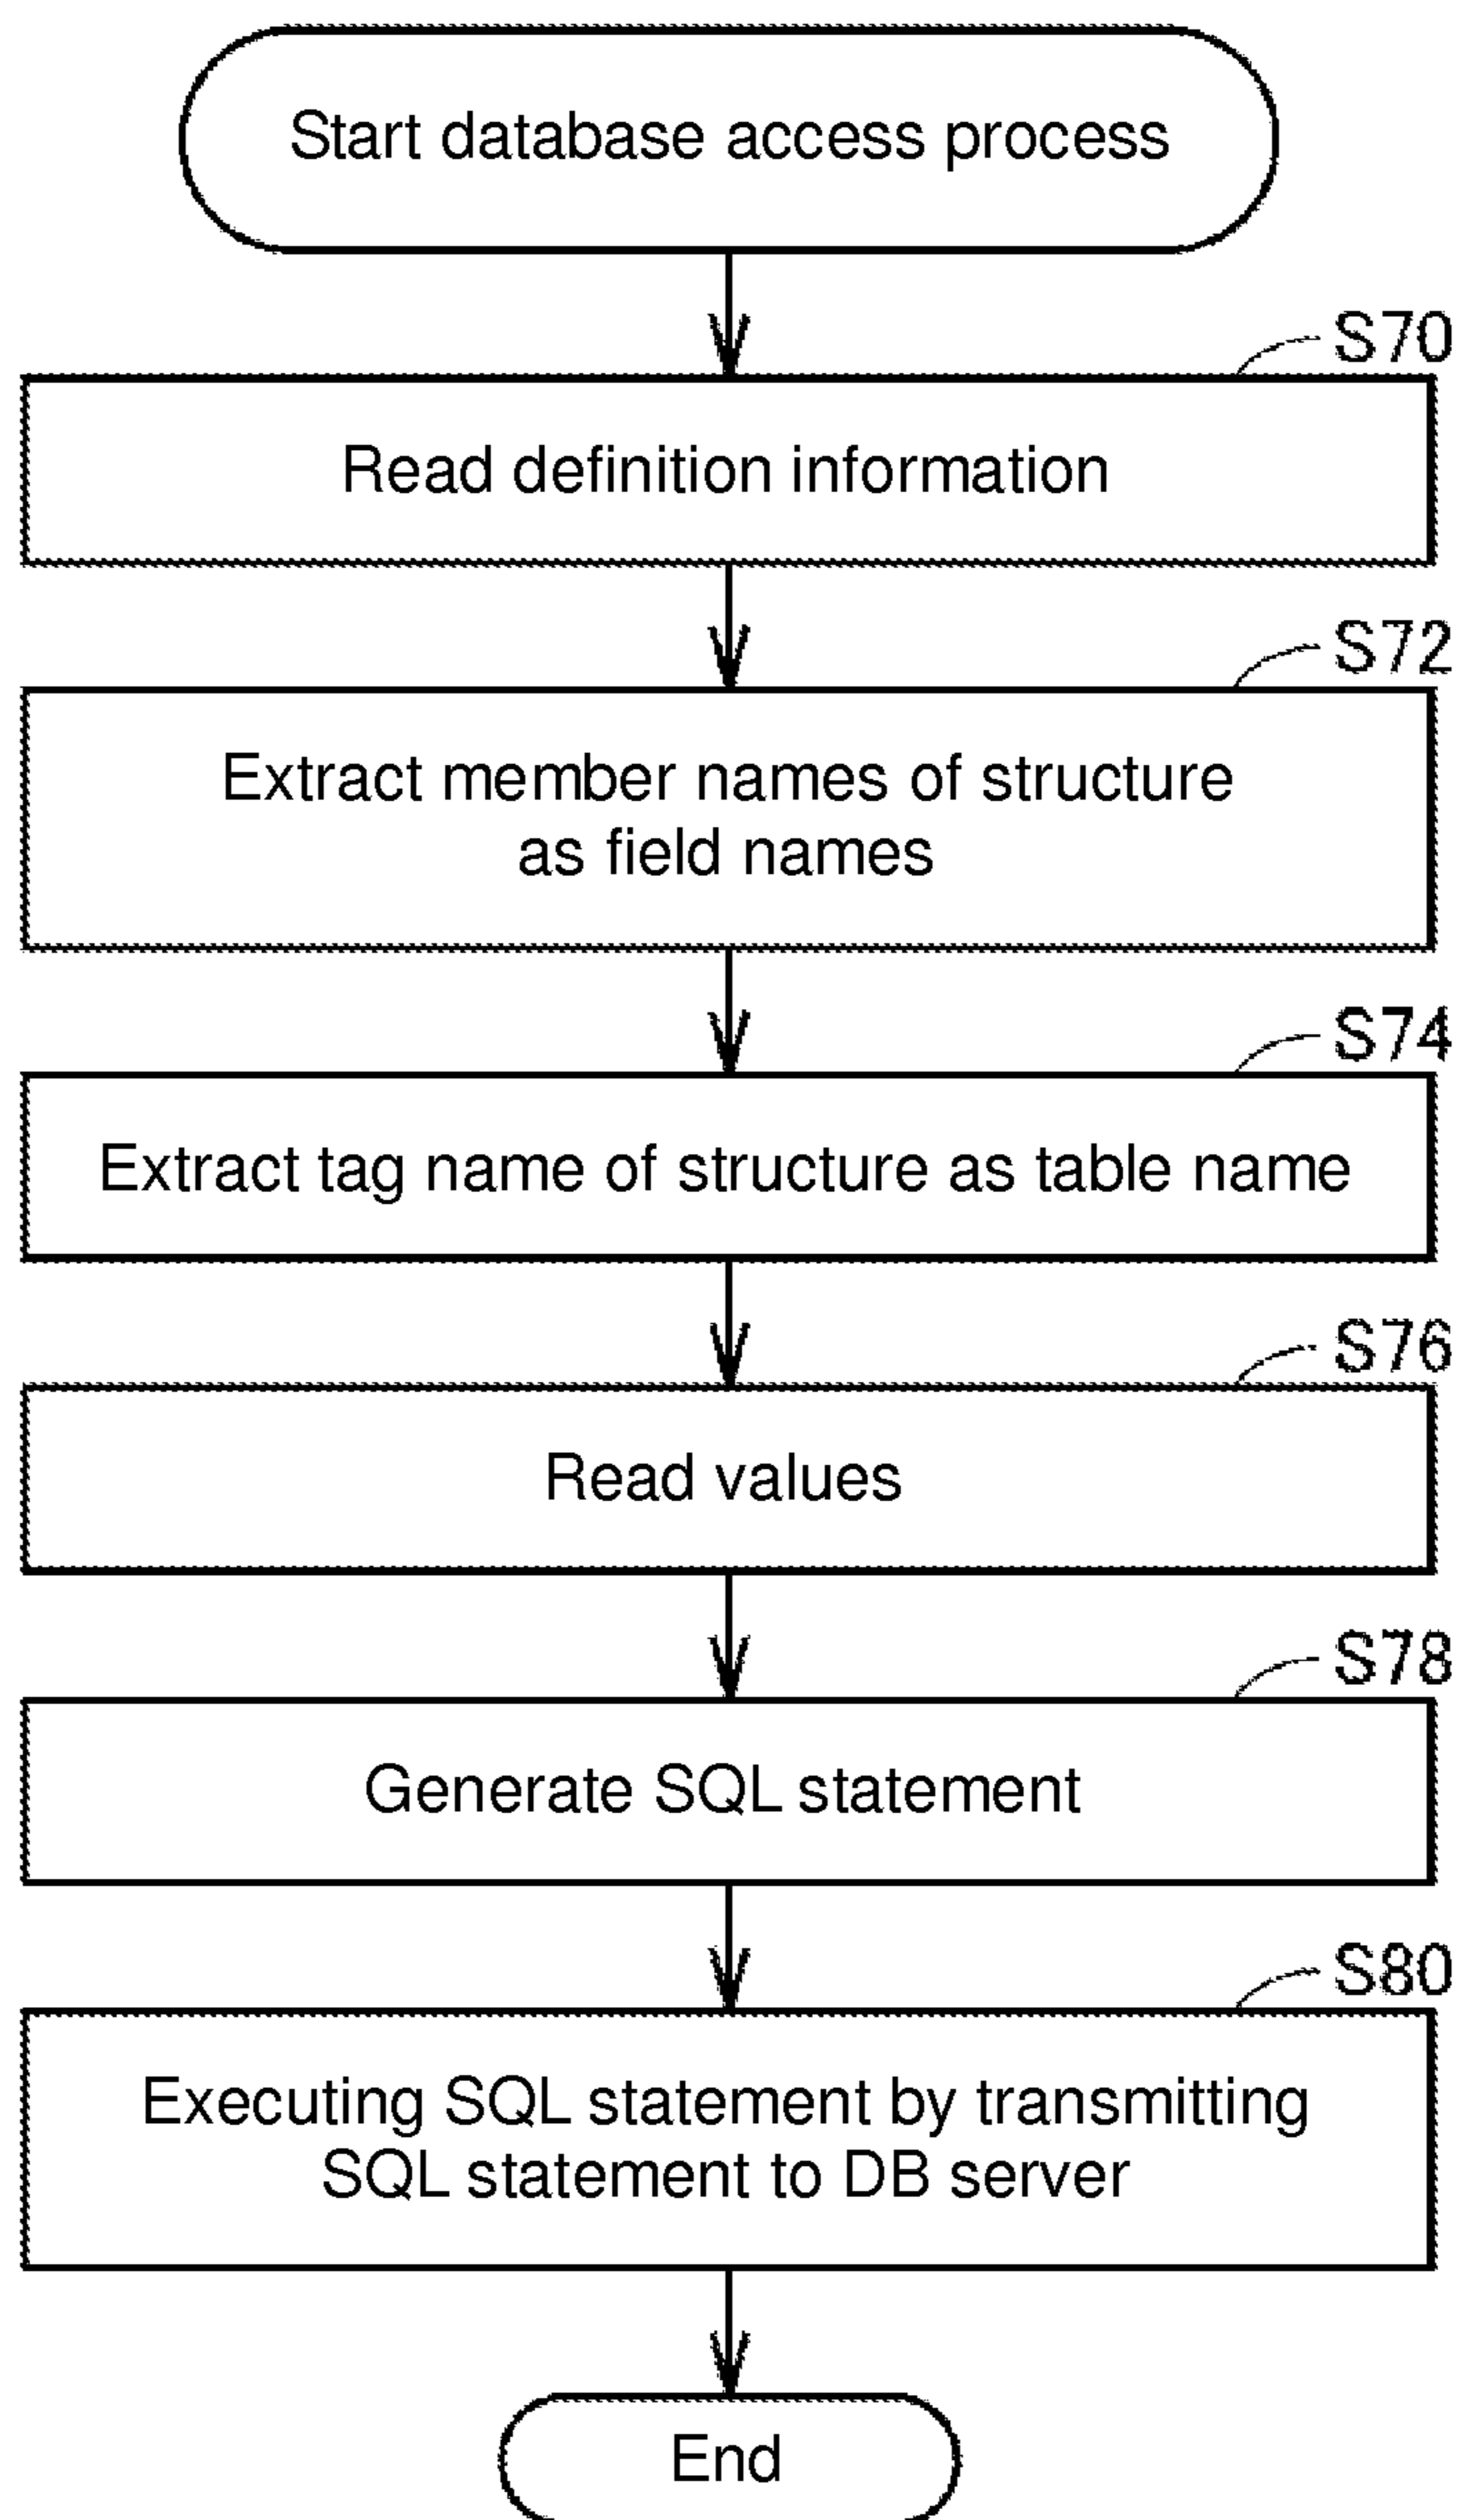 Start database access process
S70
Read definition information
S72
Extract member names of structure
as field names
S74
Extract tag name of structure as table name
S76
Read values
S78
Generate SQL statement
S80
Executing SQL statement by transmitting
SQL statement to DB server
End